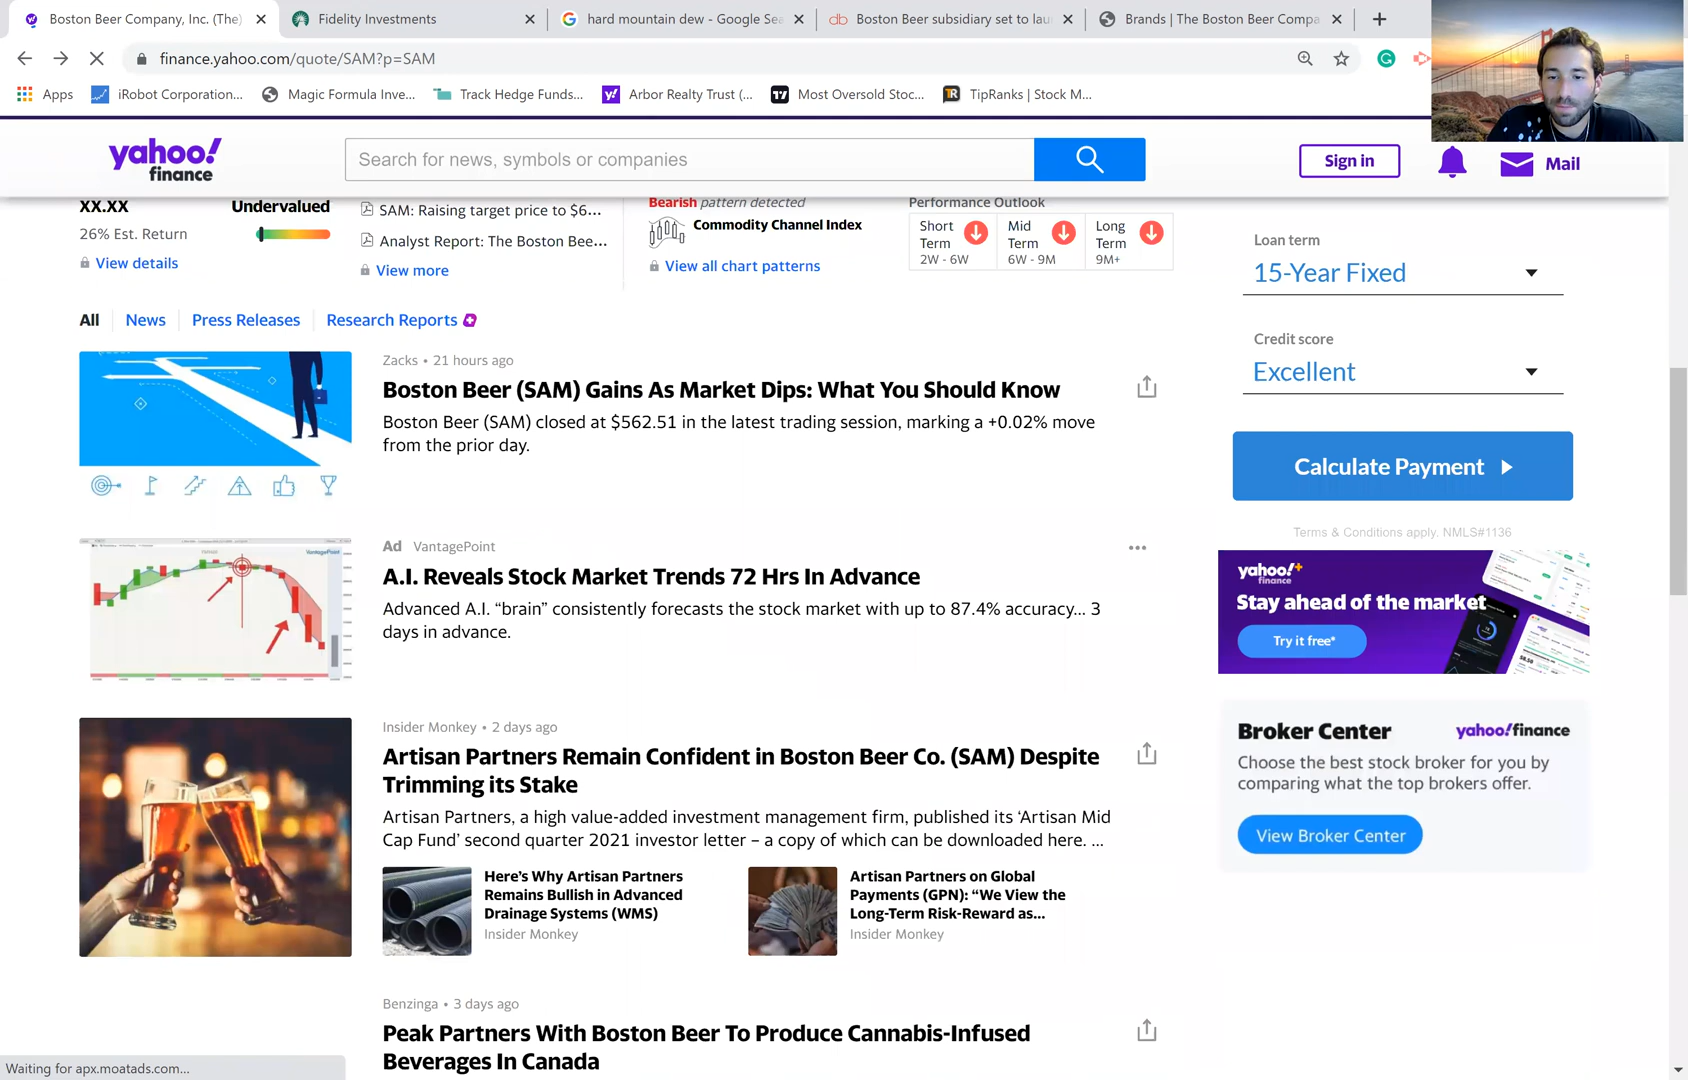 Boston Beer Company, Inc. (The)
Fidelity Investments
hard mountain dew - Google Sea
Boston Beer subsidiary set to lau
Brands | The Boston Beer Compa
finance.yahoo.com/quote/SAM?p=SAM
Apps
iRobot Corporation...
Magic Formula Inve...
Track Hedge Funds...
Arbor Realty Trust (...
Most Oversold Stoc...
TipRanks | Stock M...
yahoo!
finance
Search for news, symbols or companies
Sign in
Mail
XX.XX
Undervalued
26% Est. Return
View details
SAM: Raising target price to $6...
Analyst Report: The Boston Bee...
View more
Bearish pattern detected
Commodity Channel Index
View all chart patterns
Performance Outlook
Short
Term
2W - 6W
Mid
Term
6W - 9M
Long
Term
9M+
Loan term
15-Year Fixed
Credit score
Excellent
Calculate Payment
Terms & Conditions apply. NMLS#1136
All
News
Press Releases
Research Reports
Zacks • 21 hours ago
Boston Beer (SAM) Gains As Market Dips: What You Should Know
Boston Beer (SAM) closed at $562.51 in the latest trading session, marking a +0.02% move
from the prior day.
VantagePoint
Ad VantagePoint
A.I. Reveals Stock Market Trends 72 Hrs In Advance
Advanced A.I. “brain” consistently forecasts the stock market with up to 87.4% accuracy... 3
days in advance.
yahoo!+
finance
Stay ahead of the market
Try it free*
Broker Center
yahoo!finance
Choose the best stock broker for you by
comparing what the top brokers offer.
View Broker Center
Insider Monkey • 2 days ago
Artisan Partners Remain Confident in Boston Beer Co. (SAM) Despite
Trimming its Stake
Artisan Partners, a high value-added investment management firm, published its ‘Artisan Mid
Cap Fund’ second quarter 2021 investor letter – a copy of which can be downloaded here. ...
Here’s Why Artisan Partners
Remains Bullish in Advanced
Drainage Systems (WMS)
Insider Monkey
Artisan Partners on Global
Payments (GPN): “We View the
Long-Term Risk-Reward as...
Insider Monkey
Benzinga • 3 days ago
Peak Partners With Boston Beer To Produce Cannabis-Infused
Beverages In Canada
Waiting for apx.moatads.com...